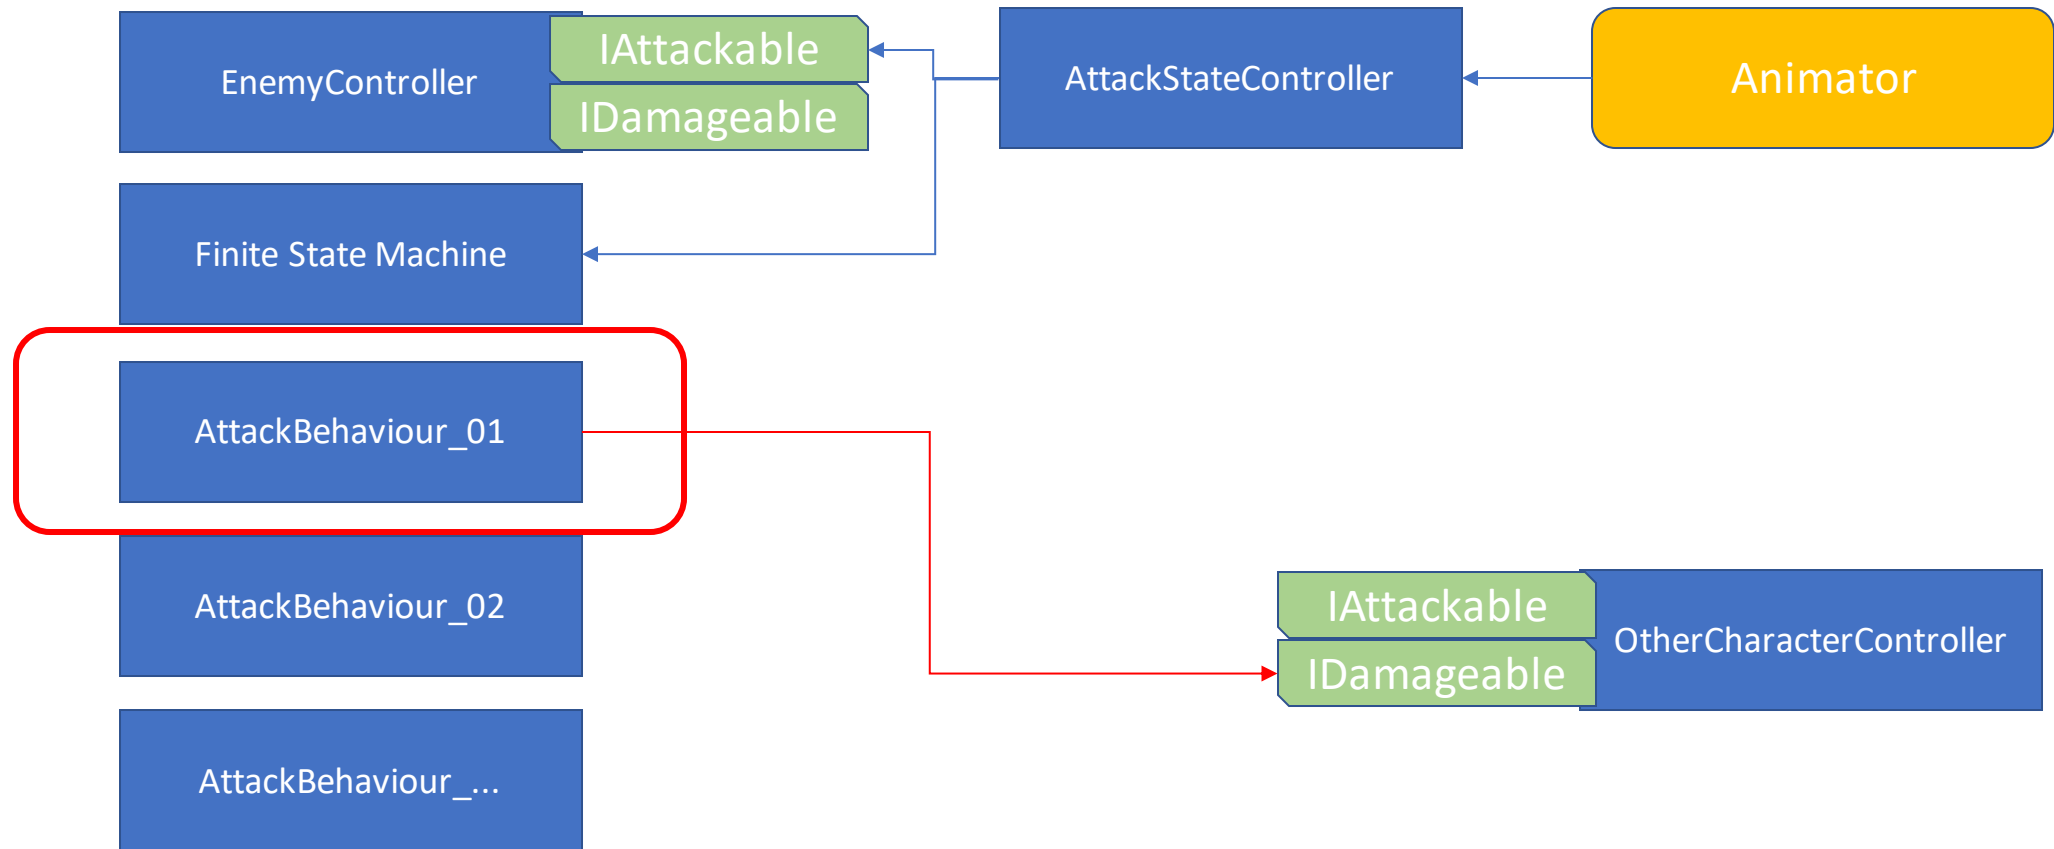 EnemyController
IAttackable
IDamageable
AttackStateController
Animator
Finite State Machine
AttackBehaviour_01
AttackBehaviour_02
IAttackable
IDamageable
OtherCharacterController
AttackBehaviour_...